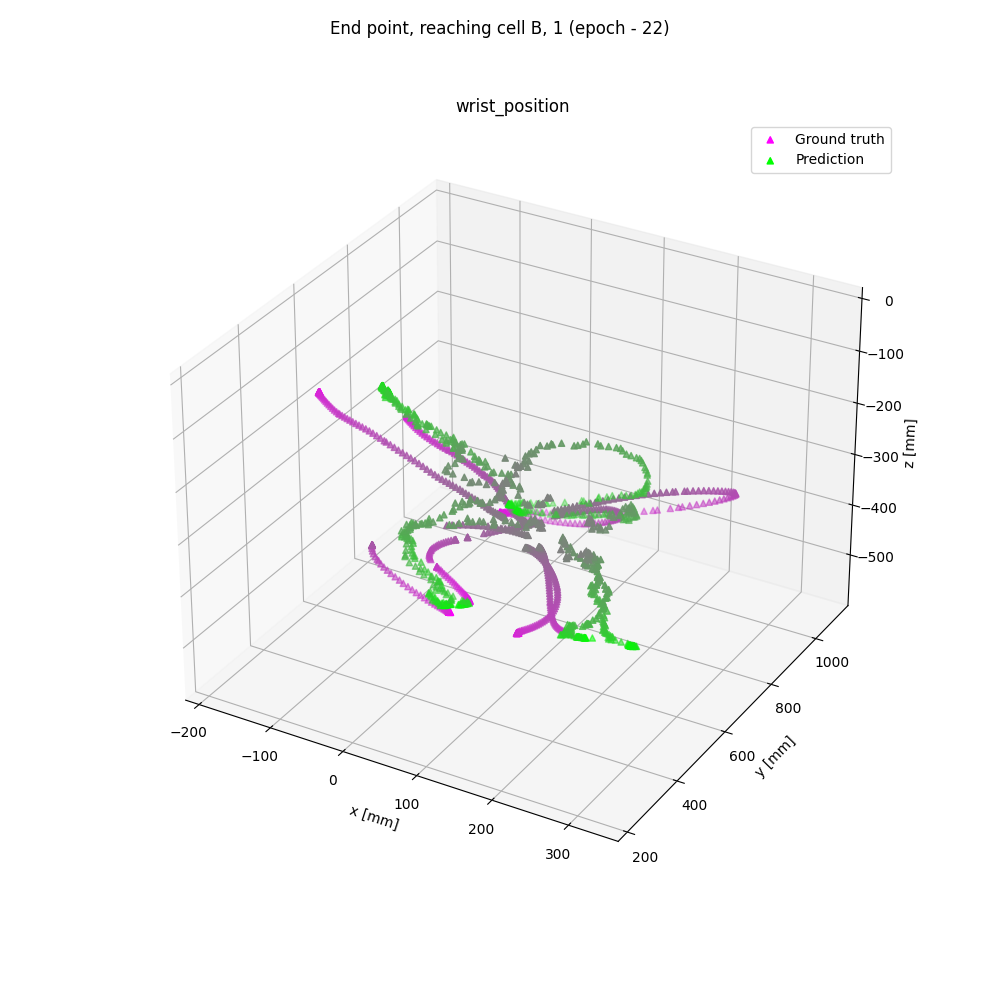 End point, reaching cell B, 1 (epoch - 22)
wrist_position
Ground truth
Prediction
0
−100
−200
−300
−400
−500
z [mm]
1000
800
600
400
200
y [mm]
−200
−100
0
100
200
300
x [mm]